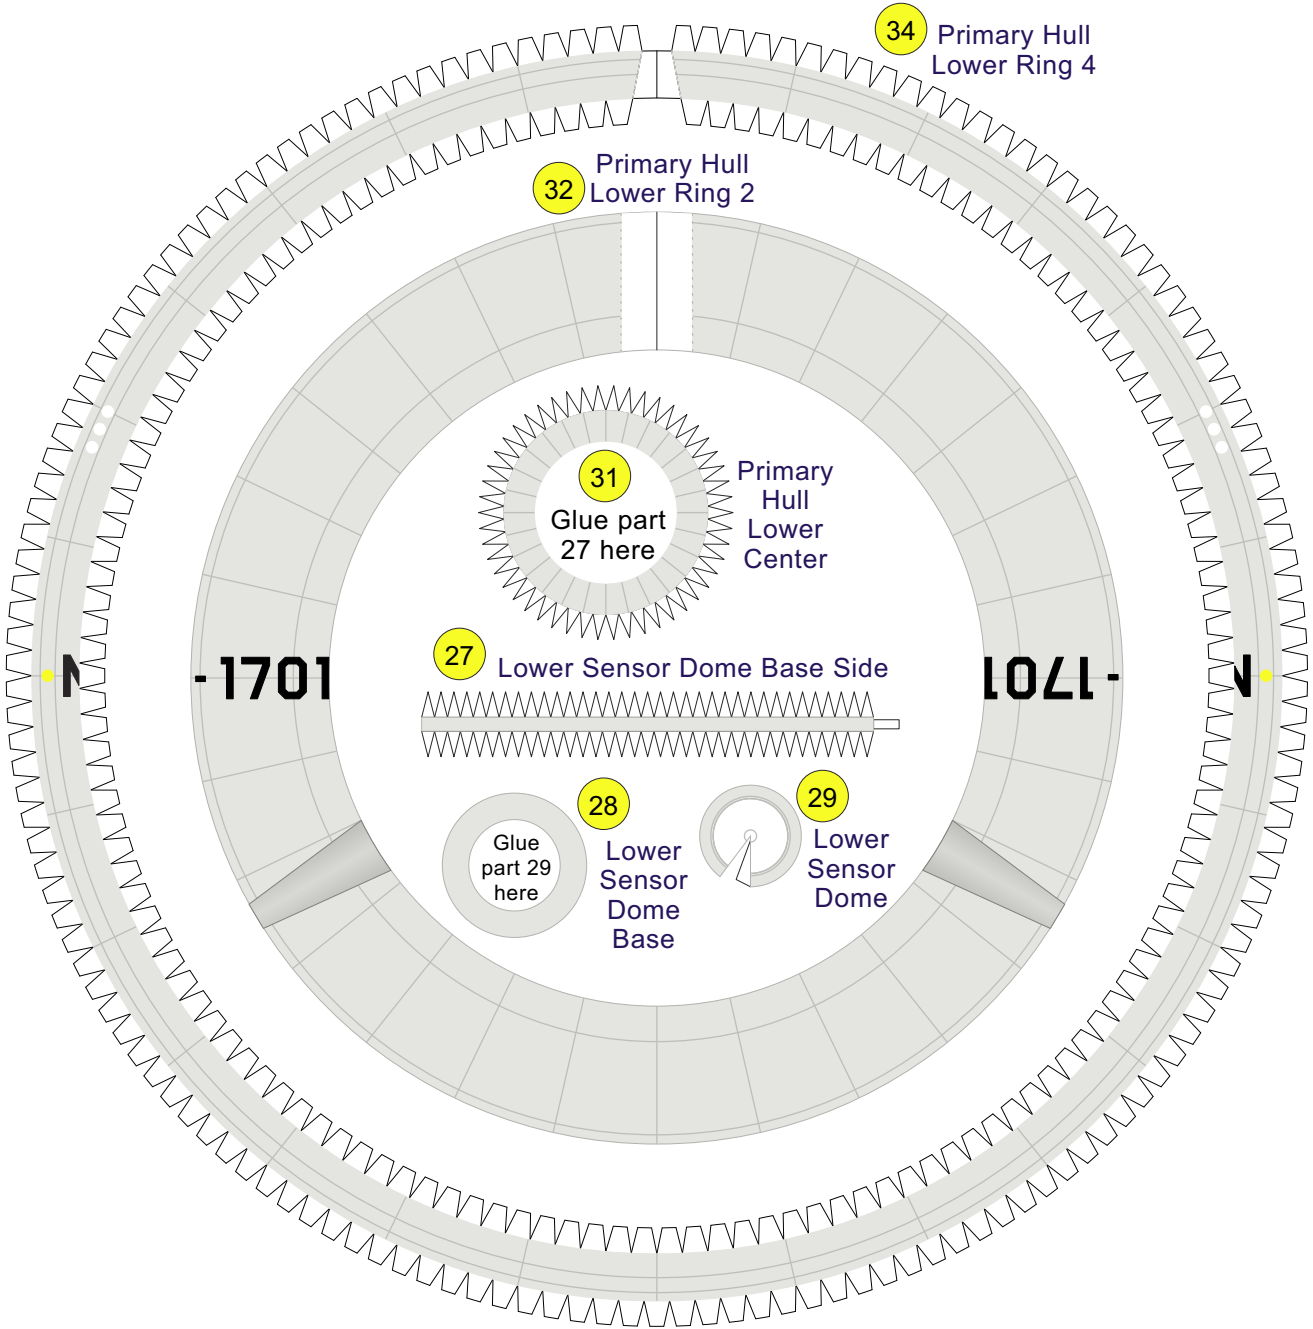 34
Primary Hull
Lower Ring 4
32
Primary Hull
Lower Ring 2
31
Glue part
27 here
Primary
Hull
Lower
Center
N
-1701
1701-
N
27
Lower Sensor Dome Base Side
28
Glue
part 29
here
Lower
Sensor
Dome
Base
29
Lower
Sensor
Dome